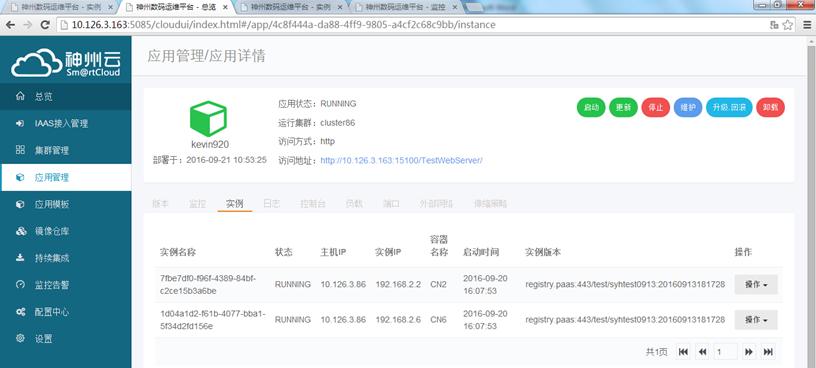 神州数码运维平台 - 实例
神州数码运维平台 - 总览
神州数码运维平台 - 实例
神州数码运维平台 - 监控
10.126.3.163:5085/cloudui/index.html#/app/4c8f444a-da88-4ff9-9805-a4cf2c68c9bb/instance
神州云
Sm@rtCloud
总览
IAAS接入管理
集群管理
应用管理
应用模板
镜像仓库
持续集成
监控告警
配置中心
设置
应用管理/应用详情
kevin920
部署于：2016-09-21 10:53:25
应用状态：RUNNING
运行集群：cluster86
访问方式：http
访问地址：http://10.126.3.163:15100/TestWebServer/
启动 更新 停止 维护 升级.回滚 卸载
版本 监控 实例 日志 控制台 负载 端口 外部网络 伸缩策略
实例名称 状态 主机IP 实例IP 容器名称 启动时间 实例版本 操作
7fbe7df0-f96f-4389-84bf-c2ce15b3a6be RUNNING 10.126.3.86 192.168.2.2 CN2 2016-09-20 16:07:53 registry.paas:443/test/syhtest0913:20160913181728 操作
1d04a1d2-f61b-4077-bba1-5f34d2fd156e RUNNING 10.126.3.86 192.168.2.6 CN6 2016-09-20 16:07:53 registry.paas:443/test/syhtest0913:20160913181728 操作
共1页 1